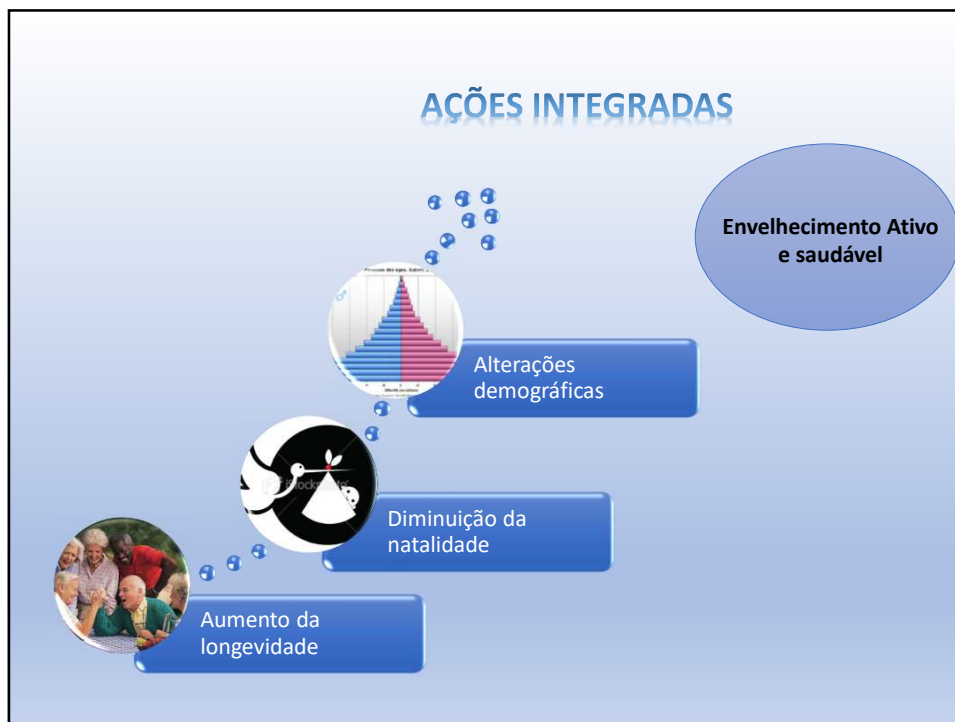 AÇÕES INTEGRADAS
Envelhecimento Ativo
e saudável
Alterações
demográficas
Diminuição da
natalidade
Aumento da
longevidade